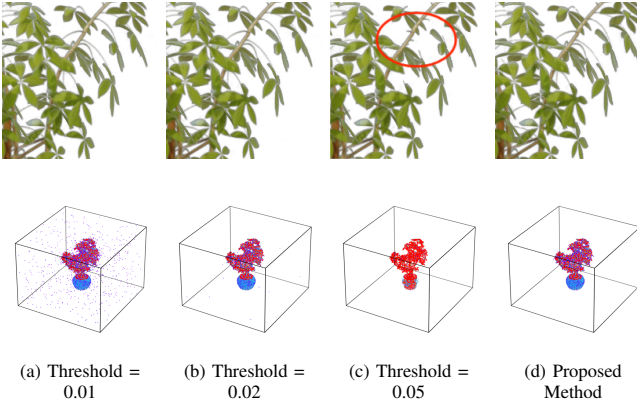 (a) Threshold =
0.01
(b) Threshold =
0.02
(c) Threshold =
0.05
(d) Proposed
Method